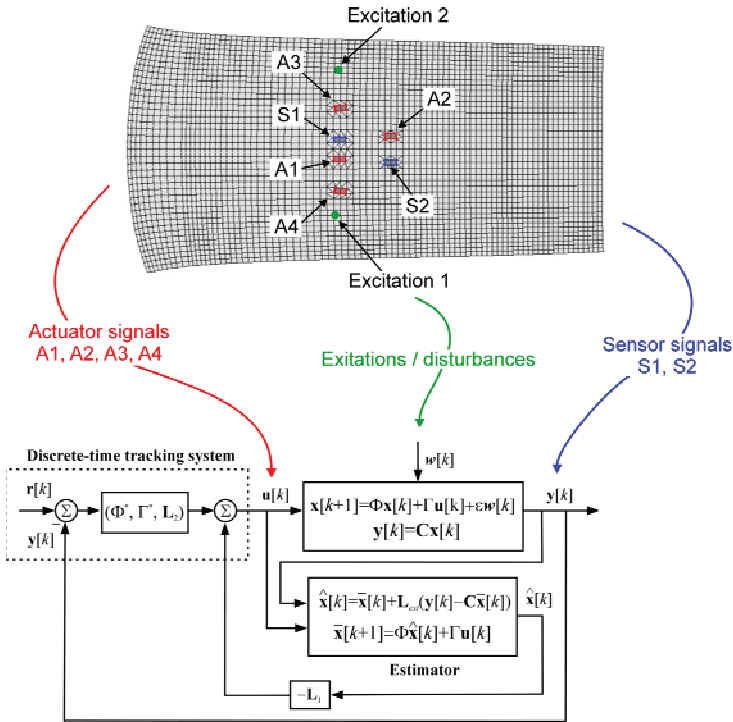 Excitation 2
A3
A2
S1
A1
S2
A4
Excitation 1
Actuator signals
A1, A2, A3, A4
Exitations / disturbances
Sensor signals
S1, S2
Discrete-time tracking system
w[k]
r[k]
u[k]
y[k]
Σ
(Φ*, Γ*, L₂)
Σ
x[k+1]=Φx[k]+Γu[k]+εw[k]
y[k]=Cx[k]
−
y[k]
x̂[k]=x̄[k]+Lₑₛₜ(y[k]−Cx̄[k])
x̄[k+1]=Φx̂[k]+Γu[k]
x̂[k]
Estimator
−L₁